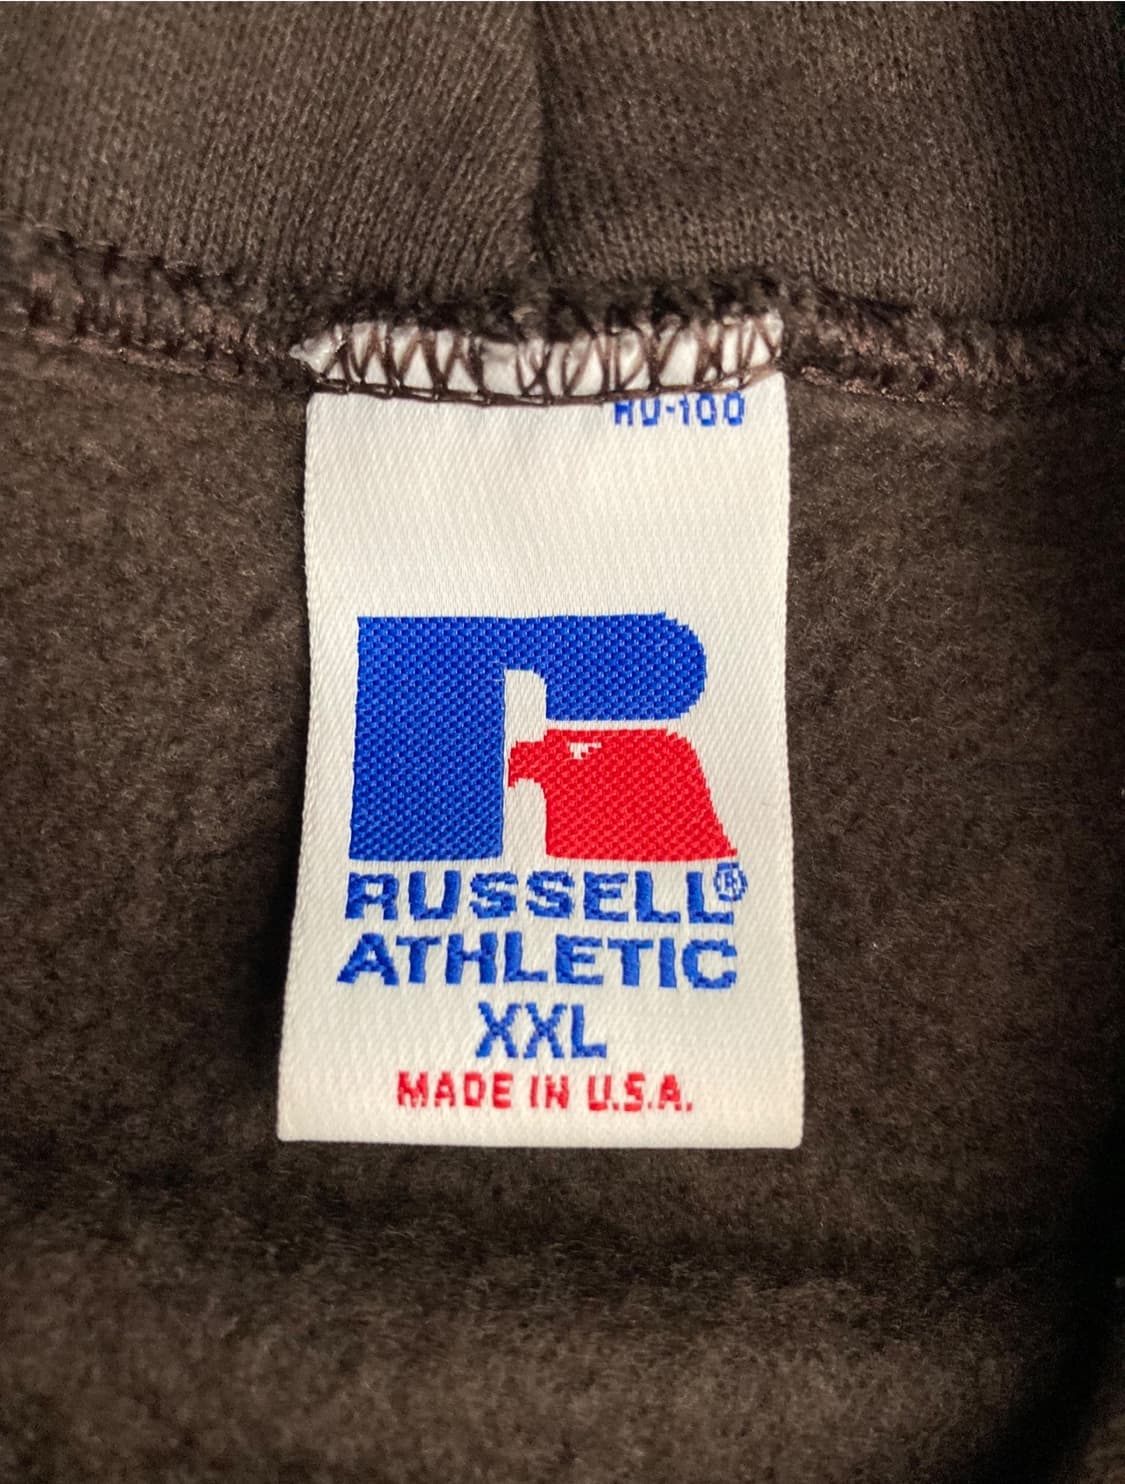 RUSSELL®
ATHLETIC
XXL
MADE IN U.S.A.